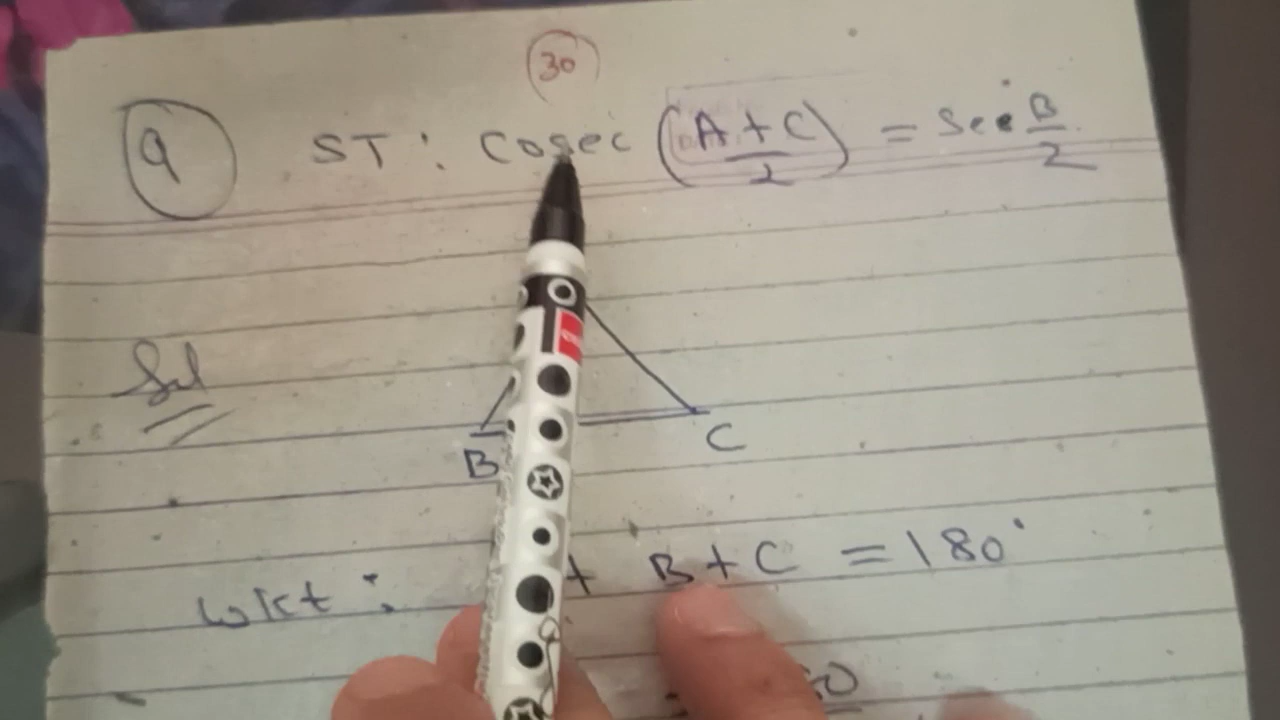 30
9 ST : Cosec (A + C / 2) = Sec B / 2
Sol
B C
Wkt : + B + C = 180°